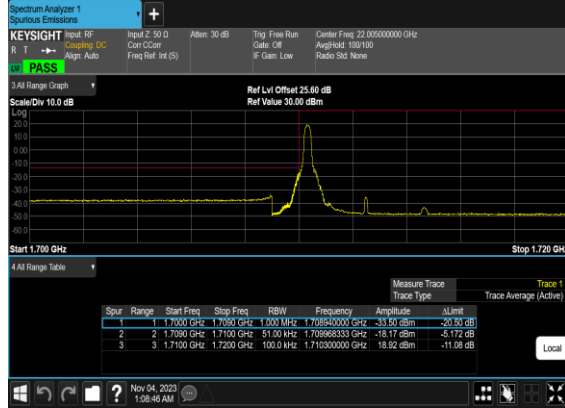 Spectrum Analyzer 1
Spurious Emissions
+
KEYSIGHT Input: RF Input Z: 50 Ω Atten: 30 dB Trig: Free Run Center Freq: 22.005000000 GHz
R T Coupling: DC Corr CCorr Gate: Off Avg|Hold: 100/100
Align: Auto Freq Ref: Int (S) IF Gain: Low Radio Std: None
PASS
3 All Range Graph
Ref Lvl Offset 25.60 dB
Scale/Div 10.0 dB Ref Value 30.00 dBm
Log
20.0
10.0
0.00
-10.0
-20.0
-30.0
-40.0
-50.0
-60.0
Start 1.700 GHz Stop 1.720 GH
4 All Range Table
Measure Trace Trace 1
Trace Type Trace Average (Active)
Spur Range Start Freq Stop Freq RBW Frequency Amplitude ΔLimit
1 1 1.7000 GHz 1.7090 GHz 1.000 MHz 1.708940000 GHz -33.50 dBm -20.50 dB
2 2 1.7090 GHz 1.7100 GHz 51.00 kHz 1.709968333 GHz -18.17 dBm -5.172 dB
3 3 1.7100 GHz 1.7200 GHz 100.0 kHz 1.710300000 GHz 18.92 dBm -11.08 dB
Local
?
Nov 04, 2023
1:08:46 AM